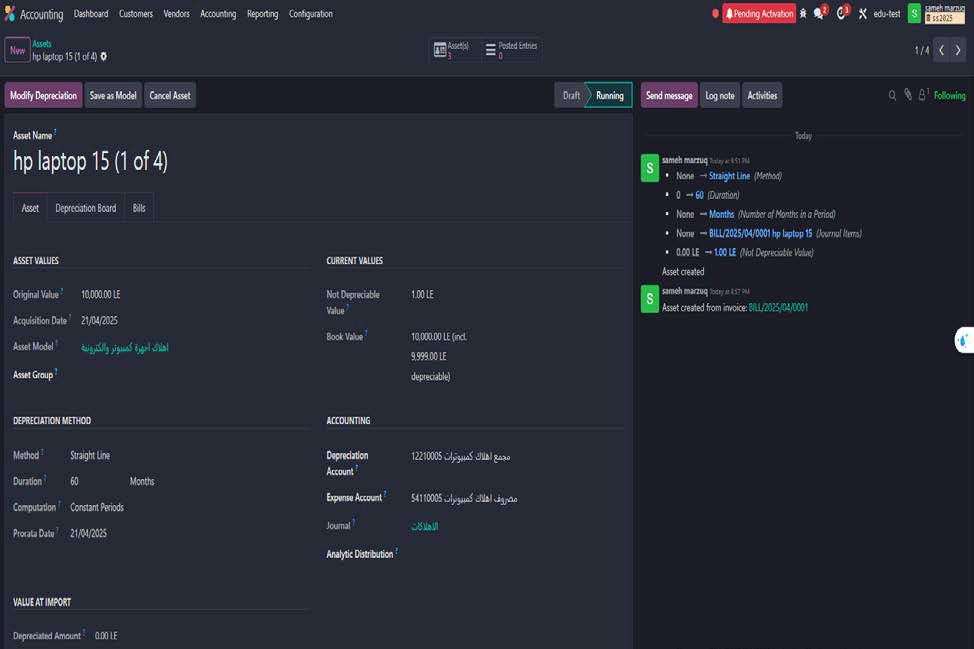 Accounting Dashboard Customers Vendors Accounting Reporting Configuration
Pending Activation 2 3 edu-test S sameh marzuq
ss2025
New Assets
hp laptop 15 (1 of 4)
Asset(s)
3
Posted Entries
0
1 / 4
Modify Depreciation Save as Model Cancel Asset
Draft Running
Send message Log note Activities
1 Following
Asset Name ?
hp laptop 15 (1 of 4)
Asset Depreciation Board Bills
ASSET VALUES
Original Value ? 10,000.00 LE
Acquisition Date ? 21/04/2025
Asset Model ? اهلاك اجهزة كمبيوتر والكترونية
Asset Group ?
CURRENT VALUES
Not Depreciable
Value ?
1.00 LE
Book Value ? 10,000.00 LE (incl.
9,999.00 LE
depreciable)
DEPRECIATION METHOD
Method ? Straight Line
Duration ? 60 Months
Computation ? Constant Periods
Prorata Date ? 21/04/2025
ACCOUNTING
Depreciation
Account ?
12210005 مجمع اهلاك كمبيوترات
Expense Account ? 54110005 مصروف اهلاك كمبيوترات
Journal ? الاهلاكات
Analytic Distribution ?
VALUE AT IMPORT
Depreciated Amount ? 0.00 LE
Today
S sameh marzuq Today at 8:51 PM
• None → Straight Line (Method)
• 0 → 60 (Duration)
• None → Months (Number of Months in a Period)
• None → BILL/2025/04/0001 hp laptop 15 (Journal Items)
• 0.00 LE → 1.00 LE (Not Depreciable Value)
Asset created
S sameh marzuq Today at 8:57 PM
Asset created from invoice: BILL/2025/04/0001